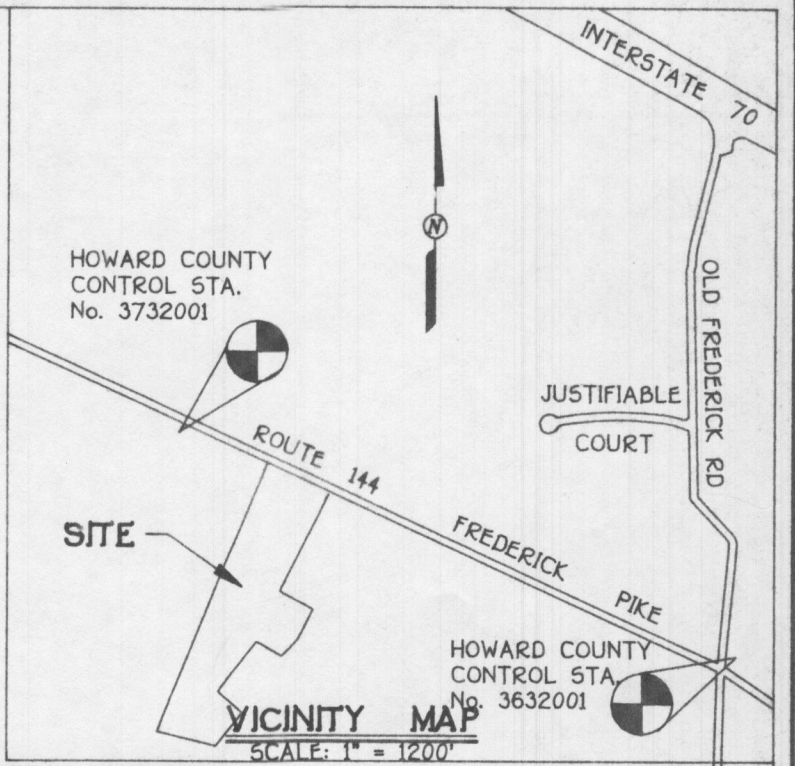 INTERSTATE 70
N
HOWARD COUNTY
CONTROL STA.
No. 3732001
OLD FREDERICK RD
JUSTIFIABLE
COURT
ROUTE 144
SITE
FREDERICK PIKE
HOWARD COUNTY
CONTROL STA.
No. 3632001
VICINITY MAP
SCALE: 1" = 1200'